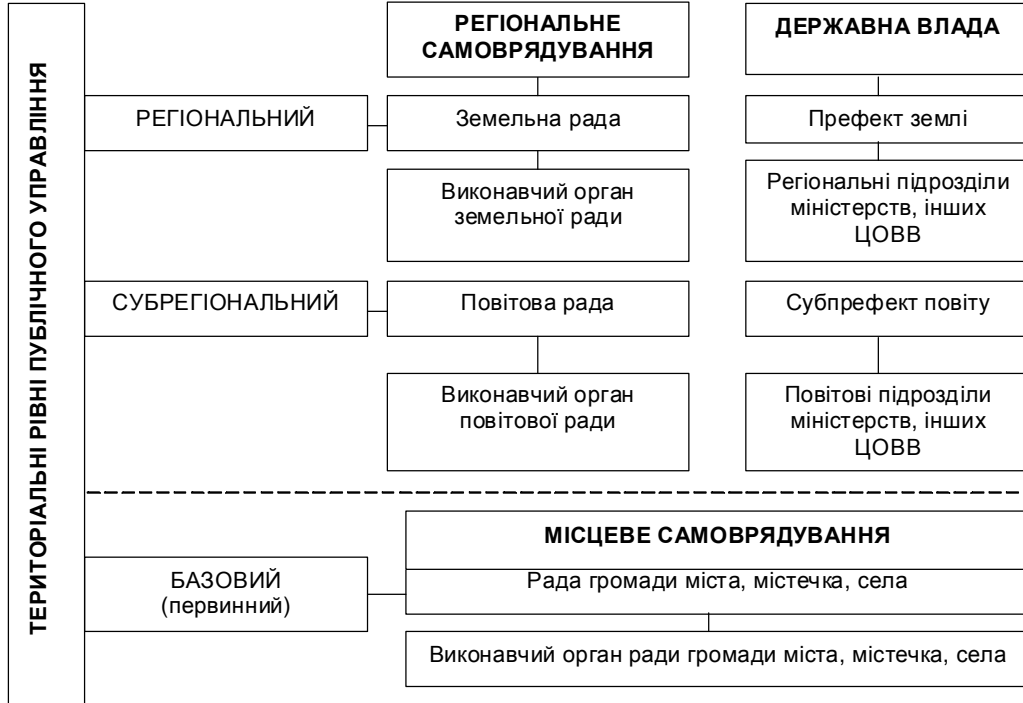 ТЕРИТОРІАЛЬНІ РІВНІ ПУБЛІЧНОГО УПРАВЛІННЯ
РЕГІОНАЛЬНЕ
САМОВРЯДУВАННЯ
ДЕРЖАВНА ВЛАДА
РЕГІОНАЛЬНИЙ
Земельна рада
Префект землі
Виконавчий орган
земельної ради
Регіональні підрозділи
міністерств, інших
ЦОВВ
СУБРЕГІОНАЛЬНИЙ
Повітова рада
Субпрефект повіту
Виконавчий орган
повітової ради
Повітові підрозділи
міністерств, інших
ЦОВВ
МІСЦЕВЕ САМОВРЯДУВАННЯ
БАЗОВИЙ
(первинний)
Рада громади міста, містечка, села
Виконавчий орган ради громади міста, містечка, села